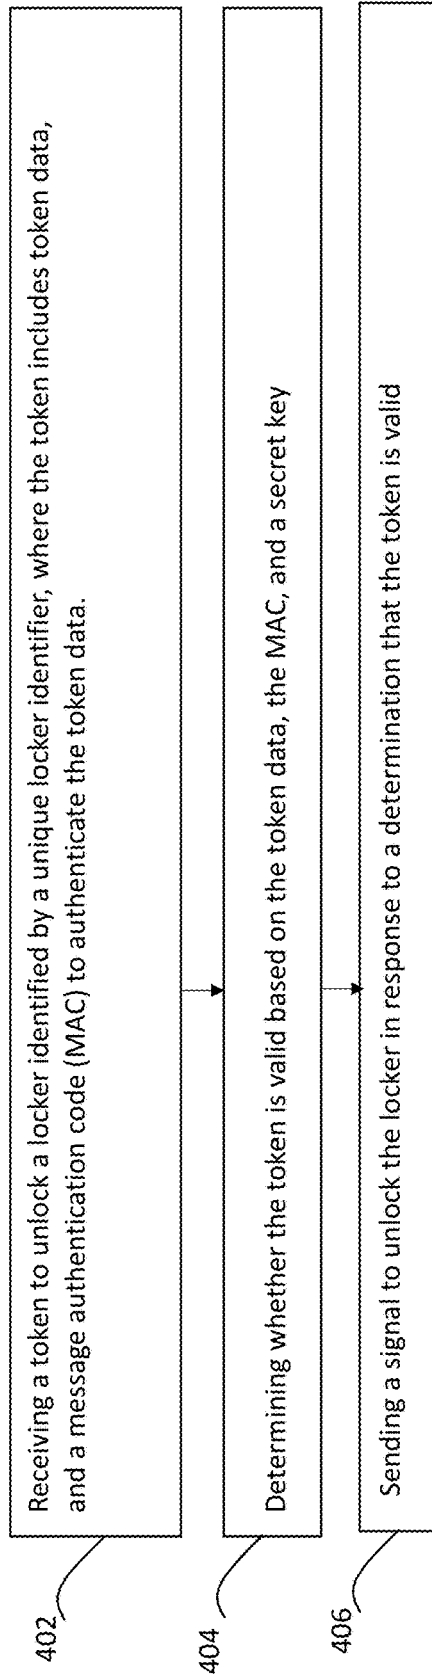 Receiving a token to unlock a locker identified by a unique locker identifier, where the token includes token data,
and a message authentication code (MAC) to authenticate the token data.
402
Determining whether the token is valid based on the token data, the MAC, and a secret key
404
Sending a signal to unlock the locker in response to a determination that the token is valid
406